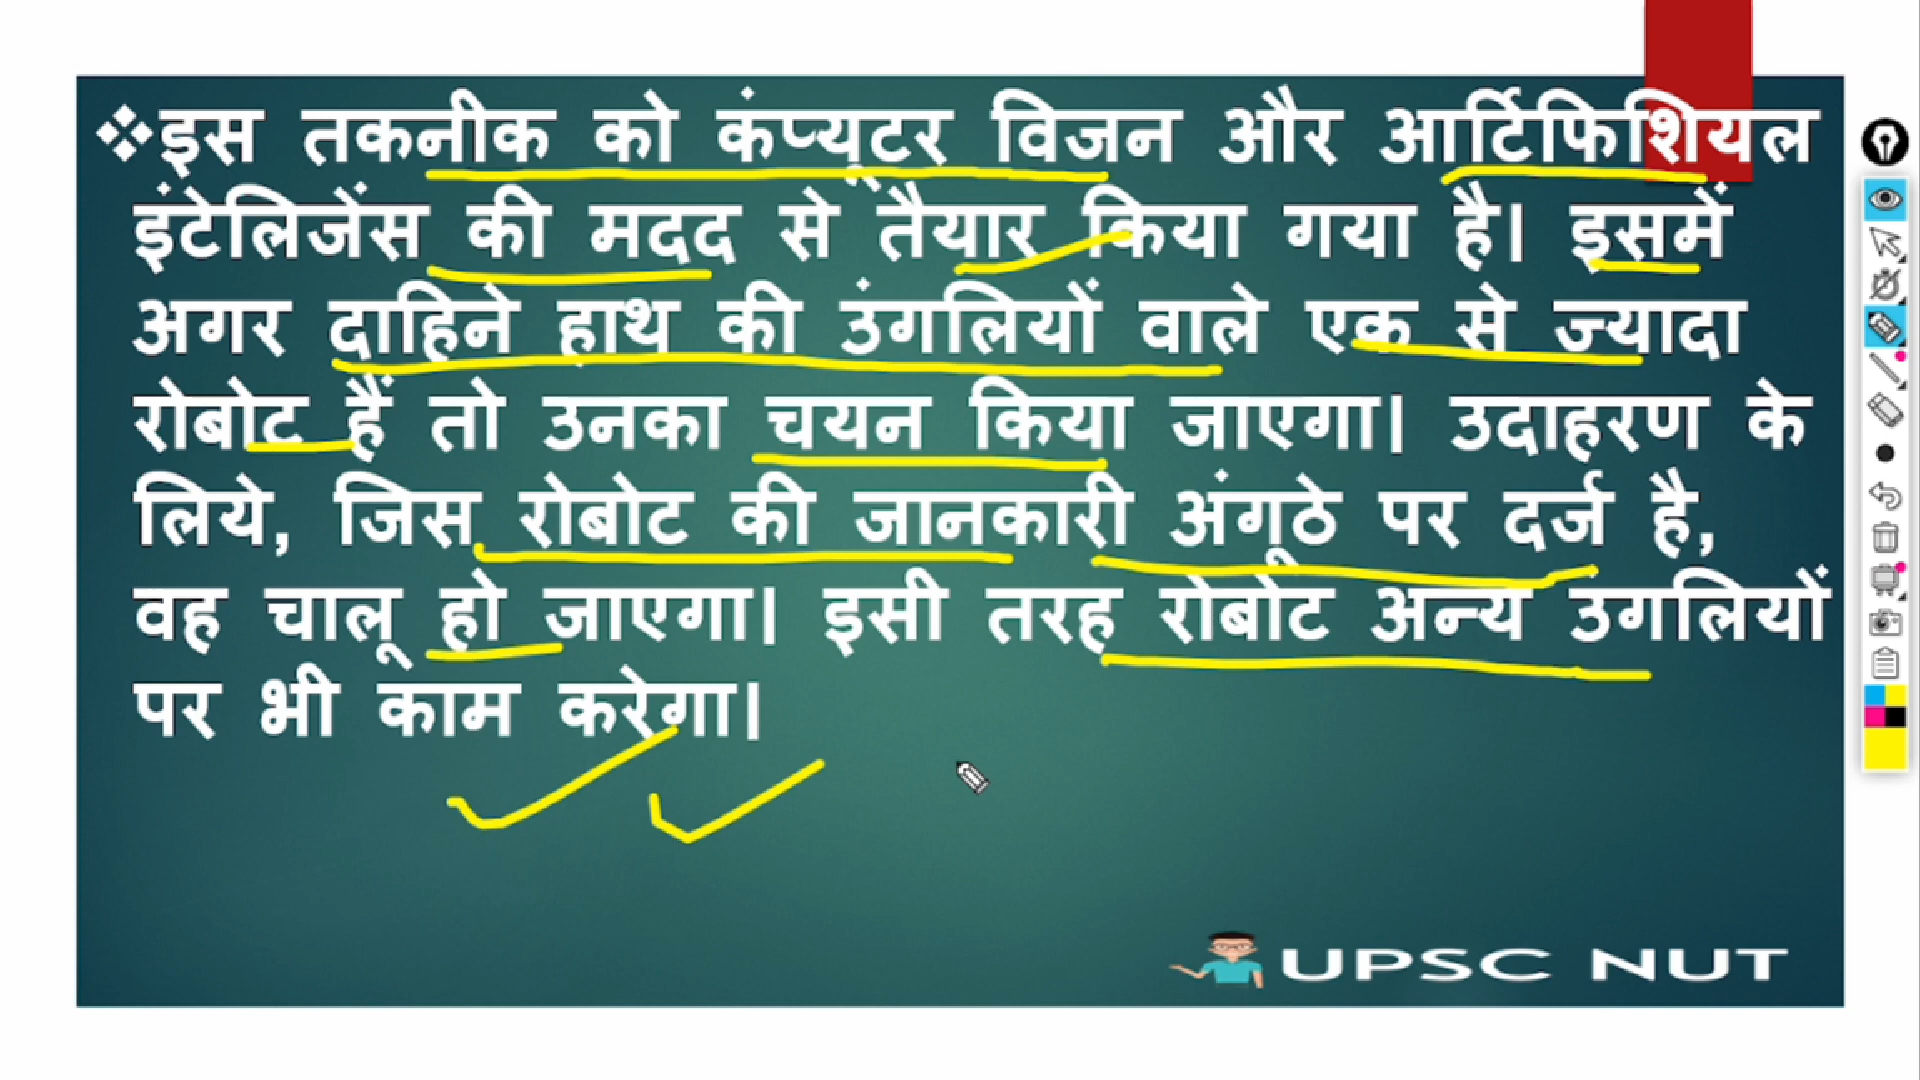 ❖इस तकनीक को कंप्यूटर विजन और आर्टिफिशियल
इंटेलिजेंस की मदद से तैयार किया गया है। इसमें
अगर दाहिने हाथ की उंगलियों वाले एक से ज्यादा
रोबोट हैं तो उनका चयन किया जाएगा। उदाहरण के
लिये, जिस रोबोट की जानकारी अंगूठे पर दर्ज है,
वह चालू हो जाएगा। इसी तरह रोबोट अन्य उंगलियों
पर भी काम करेगा।
UPSC NUT